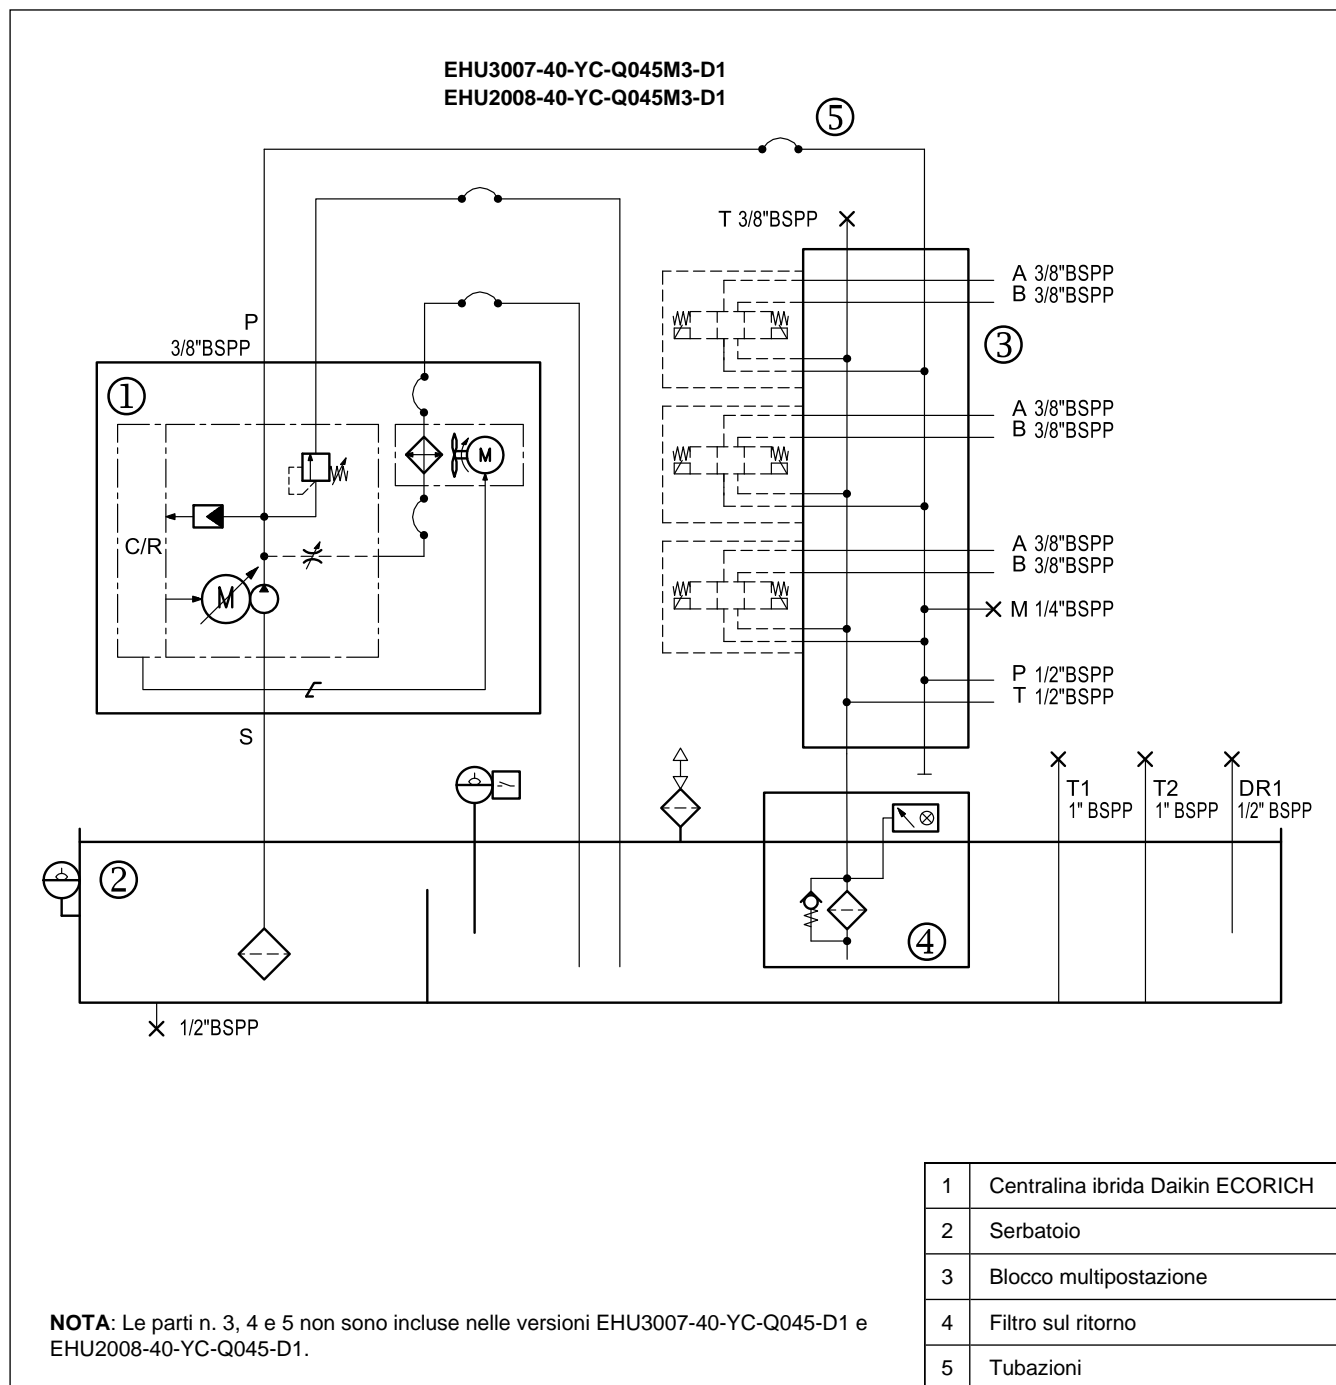 EHU3007-40-YC-Q045M3-D1
EHU2008-40-YC-Q045M3-D1
5
T 3/8"BSPP
A 3/8"BSPP
B 3/8"BSPP
3
P
3/8"BSPP
1
A 3/8"BSPP
B 3/8"BSPP
M
C/R
M
A 3/8"BSPP
B 3/8"BSPP
M 1/4"BSPP
P 1/2"BSPP
T 1/2"BSPP
S
T1
1" BSPP
T2
1" BSPP
DR1
1/2" BSPP
2
4
1/2"BSPP
1 Centralina ibrida Daikin ECORICH
2 Serbatoio
3 Blocco multipostazione
4 Filtro sul ritorno
5 Tubazioni
NOTA: Le parti n. 3, 4 e 5 non sono incluse nelle versioni EHU3007-40-YC-Q045-D1 e
EHU2008-40-YC-Q045-D1.